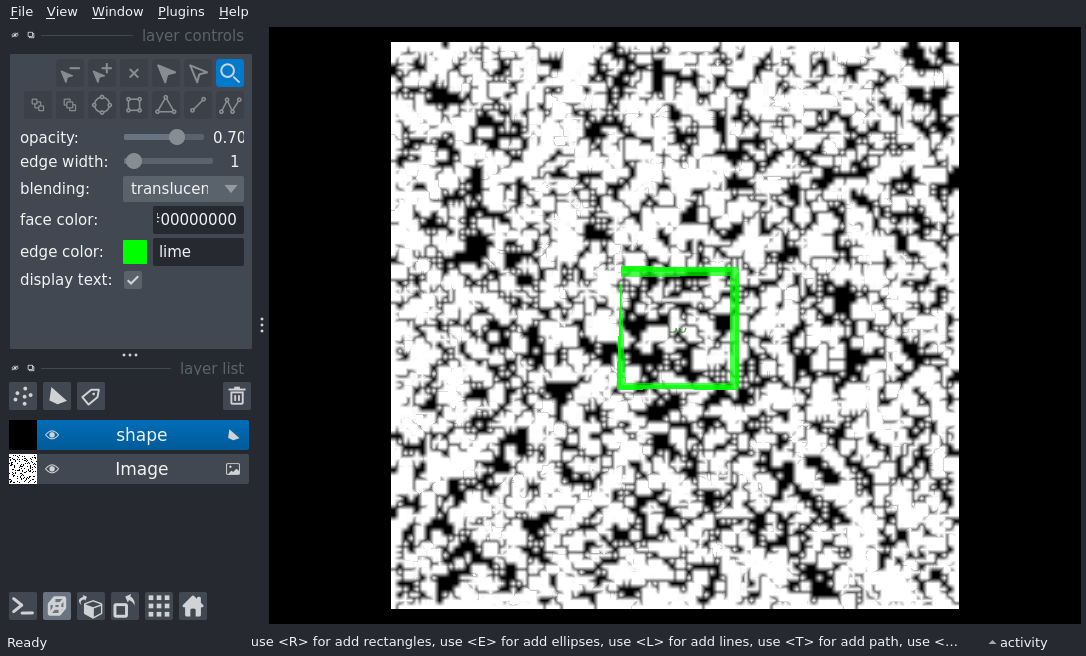 File View Window Plugins Help
layer controls
opacity: 0.70
edge width: 1
blending: translucen
face color: 00000000
edge color: lime
display text:
layer list
shape
Image
Ready use <R> for add rectangles, use <E> for add ellipses, use <L> for add lines, use <T> for add path, use <... activity